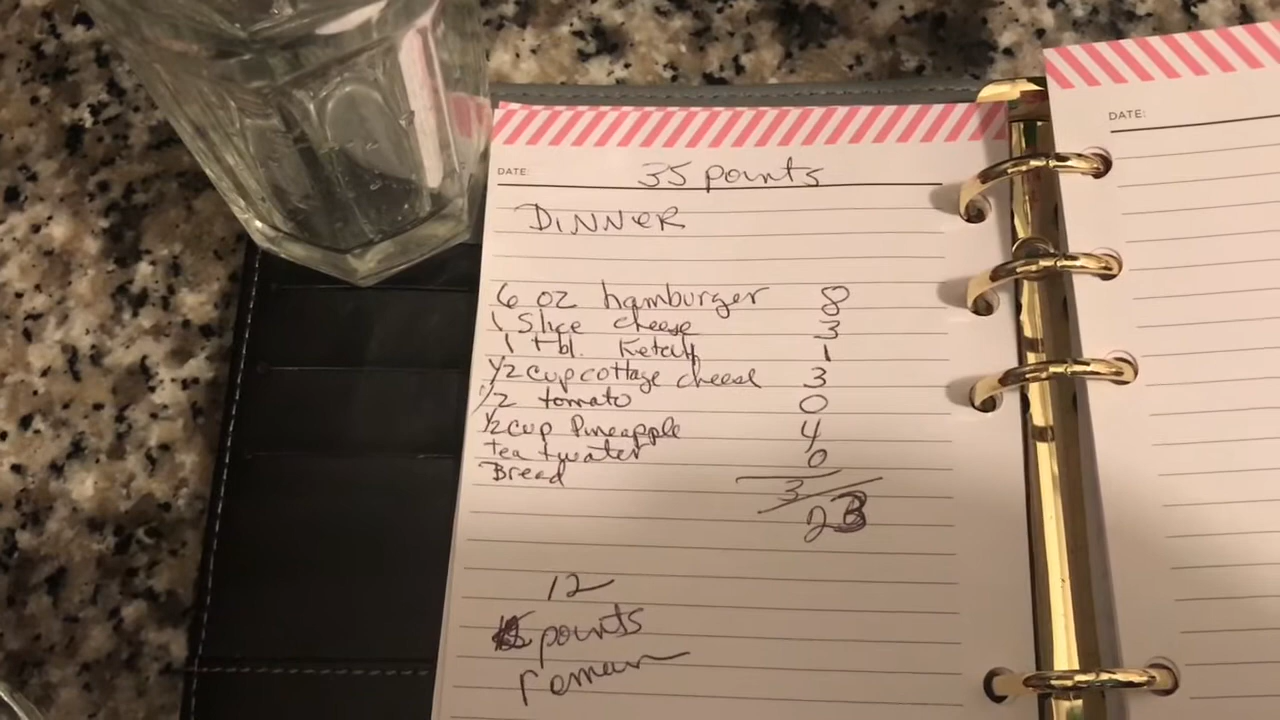 DATE: 35 points
DINNER
6 oz hamburger 8
1 Slice cheese 3
1 tbl. Ketchup 1
1/2 cup cottage cheese 3
1/2 tomato 0
1/2 cup Pineapple 4
tea + water 0
Bread 3
23
12
points
remain
DATE: